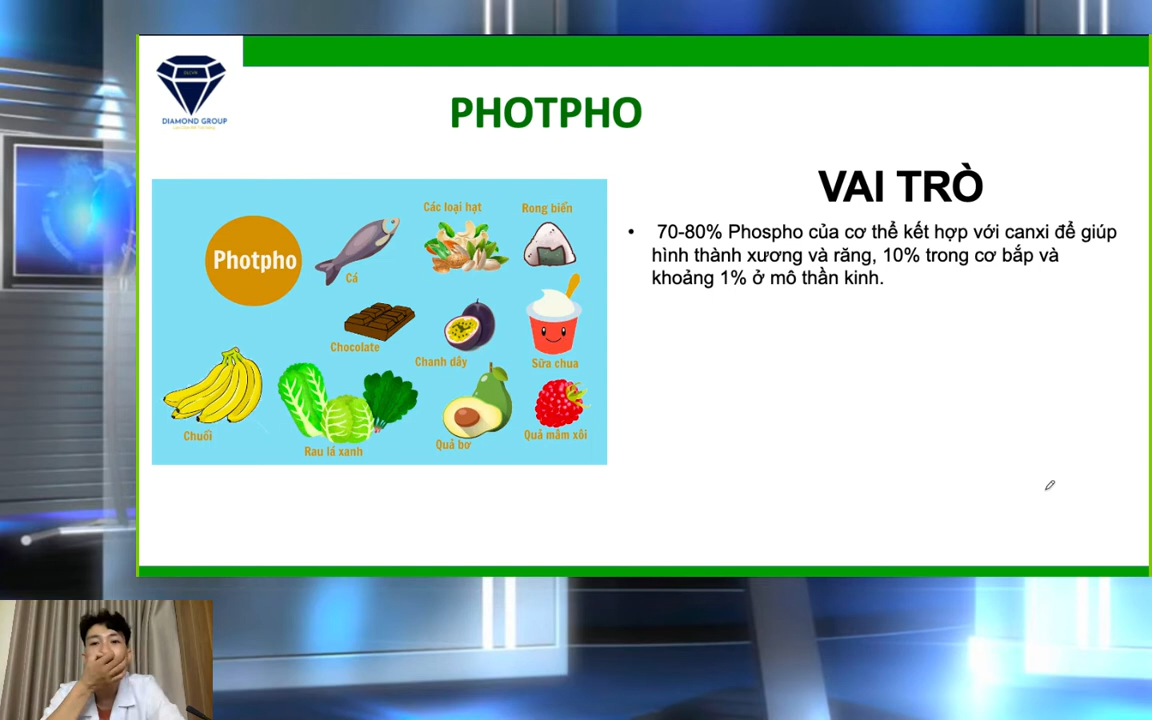 DIAMOND GROUP
PHOTPHO
VAI TRÒ
• 70-80% Phospho của cơ thể kết hợp với canxi để giúp
hình thành xương và răng, 10% trong cơ bắp và
khoảng 1% ở mô thần kinh.
Photpho
Cá
Các loại hạt
Rong biển
Chocolate
Chanh dây
Sữa chua
Chuối
Rau lá xanh
Quả bơ
Quả mâm xôi